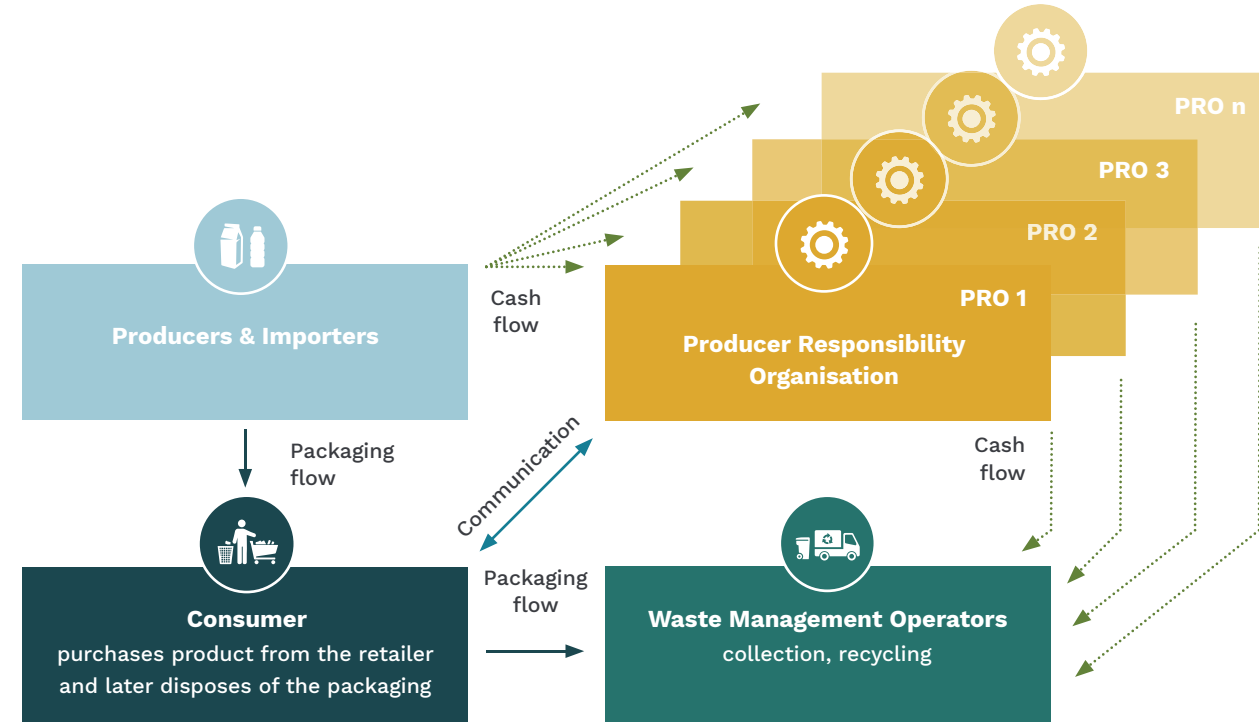 PRO n
PRO 3
PRO 2
PRO 1
Producers & Importers
Cash
flow
Producer Responsibility
Organisation
Packaging
flow
Communication
Cash
flow
Consumer
purchases product from the retailer
and later disposes of the packaging
Packaging
flow
Waste Management Operators
collection, recycling